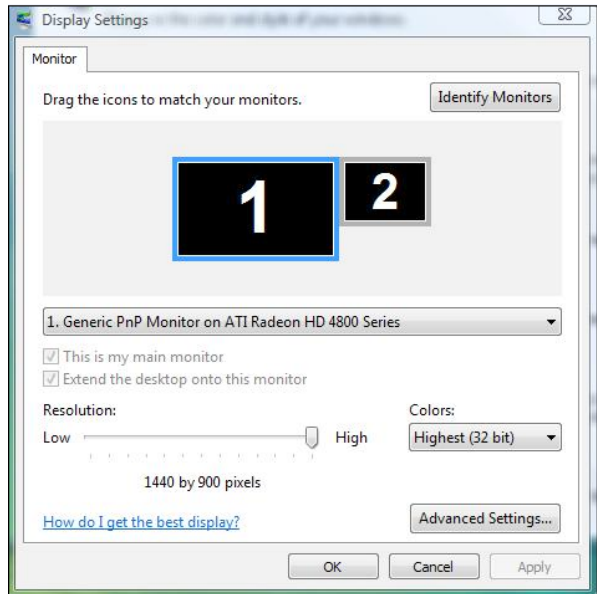 Display Settings
Monitor
Drag the icons to match your monitors.
Identify Monitors
1
2
1. Generic PnP Monitor on ATI Radeon HD 4800 Series
This is my main monitor
Extend the desktop onto this monitor
Resolution:
Colors:
Low
High
Highest (32 bit)
1440 by 900 pixels
How do I get the best display?
Advanced Settings...
OK
Cancel
Apply